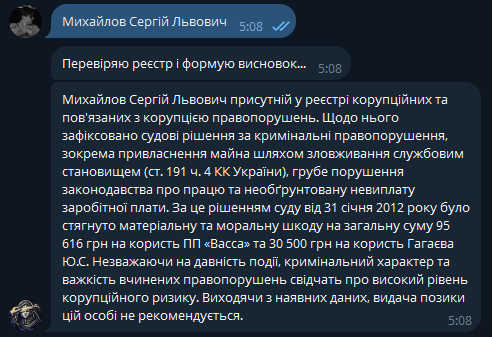 Михайлов Сергій Львович 5:08
Перевіряю реєстр і формую висновок... 5:08
Михайлов Сергій Львович присутній у реєстрі корупційних та
пов'язаних з корупцією правопорушень. Щодо нього
зафіксовано судові рішення за кримінальні правопорушення,
зокрема привласнення майна шляхом зловживання службовим
становищем (ст. 191 ч. 4 КК України), грубе порушення
законодавства про працю та необґрунтовану невиплату
заробітної плати. За це рішенням суду від 31 січня 2012 року було
стягнуто матеріальну та моральну шкоду на загальну суму 95
616 грн на користь ПП «Васса» та 30 500 грн на користь Гагаєва
Ю.С. Незважаючи на давність події, кримінальний характер та
важкість вчинених правопорушень свідчать про високий рівень
корупційного ризику. Виходячи з наявних даних, видача позики
цій особі не рекомендується.
5:08